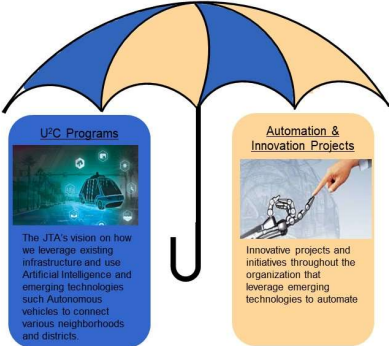 U²C Programs
The JTA's vision on how
we leverage existing
infrastructure and use
Artificial Intelligence and
emerging technologies
such Autonomous
vehicles to connect
various neighborhoods
and districts.
Automation &
Innovation Projects
Innovative projects and
initiatives throughout the
organization that
leverage emerging
technologies to automate